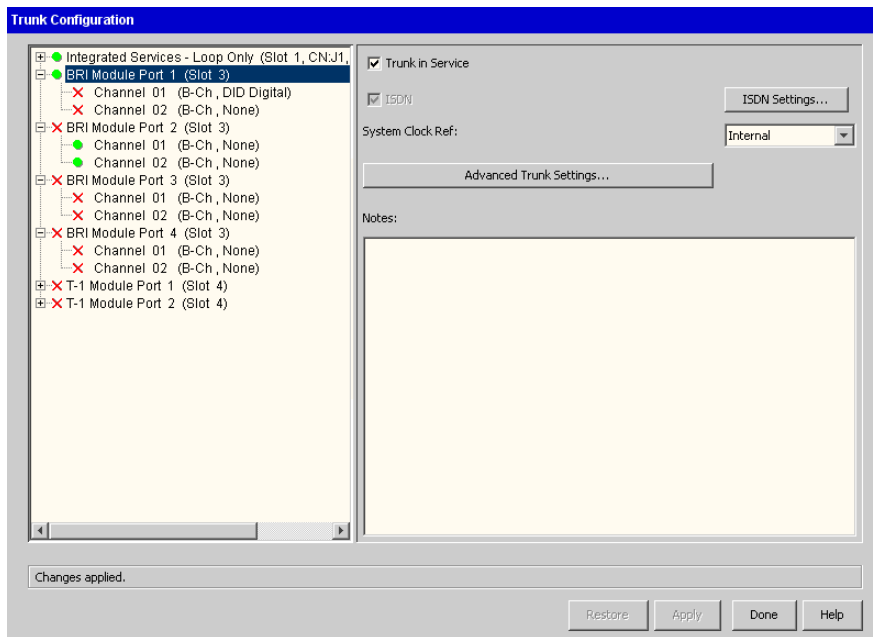 Trunk Configuration
Integrated Services - Loop Only (Slot 1, CN:J1,
BRI Module Port 1 (Slot 3)
Channel 01 (B-Ch , DID Digital)
Channel 02 (B-Ch , None)
BRI Module Port 2 (Slot 3)
Channel 01 (B-Ch , None)
Channel 02 (B-Ch , None)
BRI Module Port 3 (Slot 3)
Channel 01 (B-Ch , None)
Channel 02 (B-Ch , None)
BRI Module Port 4 (Slot 3)
Channel 01 (B-Ch , None)
Channel 02 (B-Ch , None)
T-1 Module Port 1 (Slot 4)
T-1 Module Port 2 (Slot 4)
Trunk in Service
ISDN
ISDN Settings...
System Clock Ref:
Internal
Advanced Trunk Settings...
Notes:
Changes applied.
Restore
Apply
Done
Help